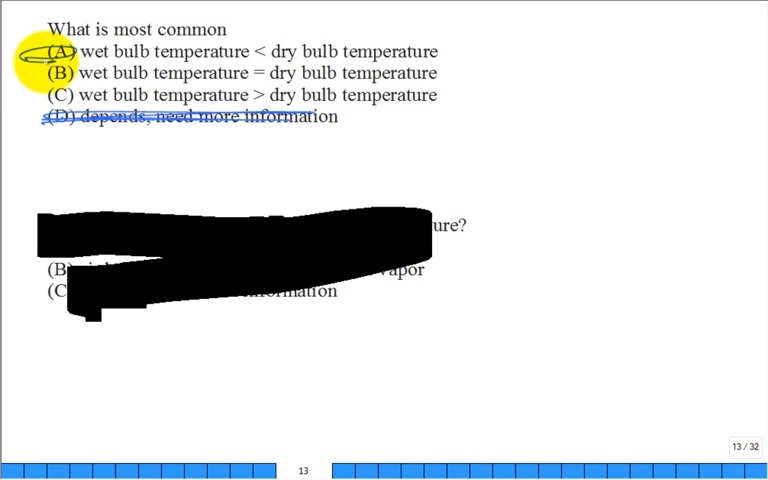 What is most common
(A) wet bulb temperature < dry bulb temperature
(B) wet bulb temperature = dry bulb temperature
(C) wet bulb temperature > dry bulb temperature
(D) depends, need more information
ure?
(B) vapor
(C
13 / 32
13